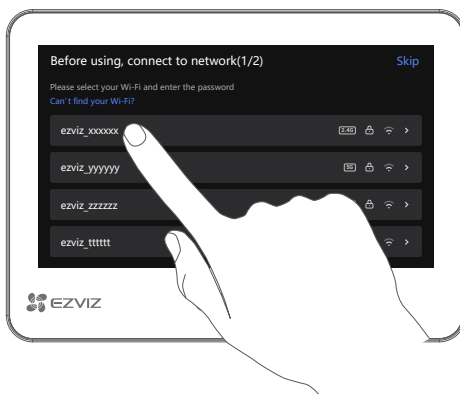 Before using, connect to network(1/2) Skip
Please select your Wi-Fi and enter the password
Can't find your Wi-Fi?
ezviz_xxxxxx 2.4G
ezviz_yyyyyy 5G
ezviz_zzzzzz
ezviz_tttttt
EZVIZ